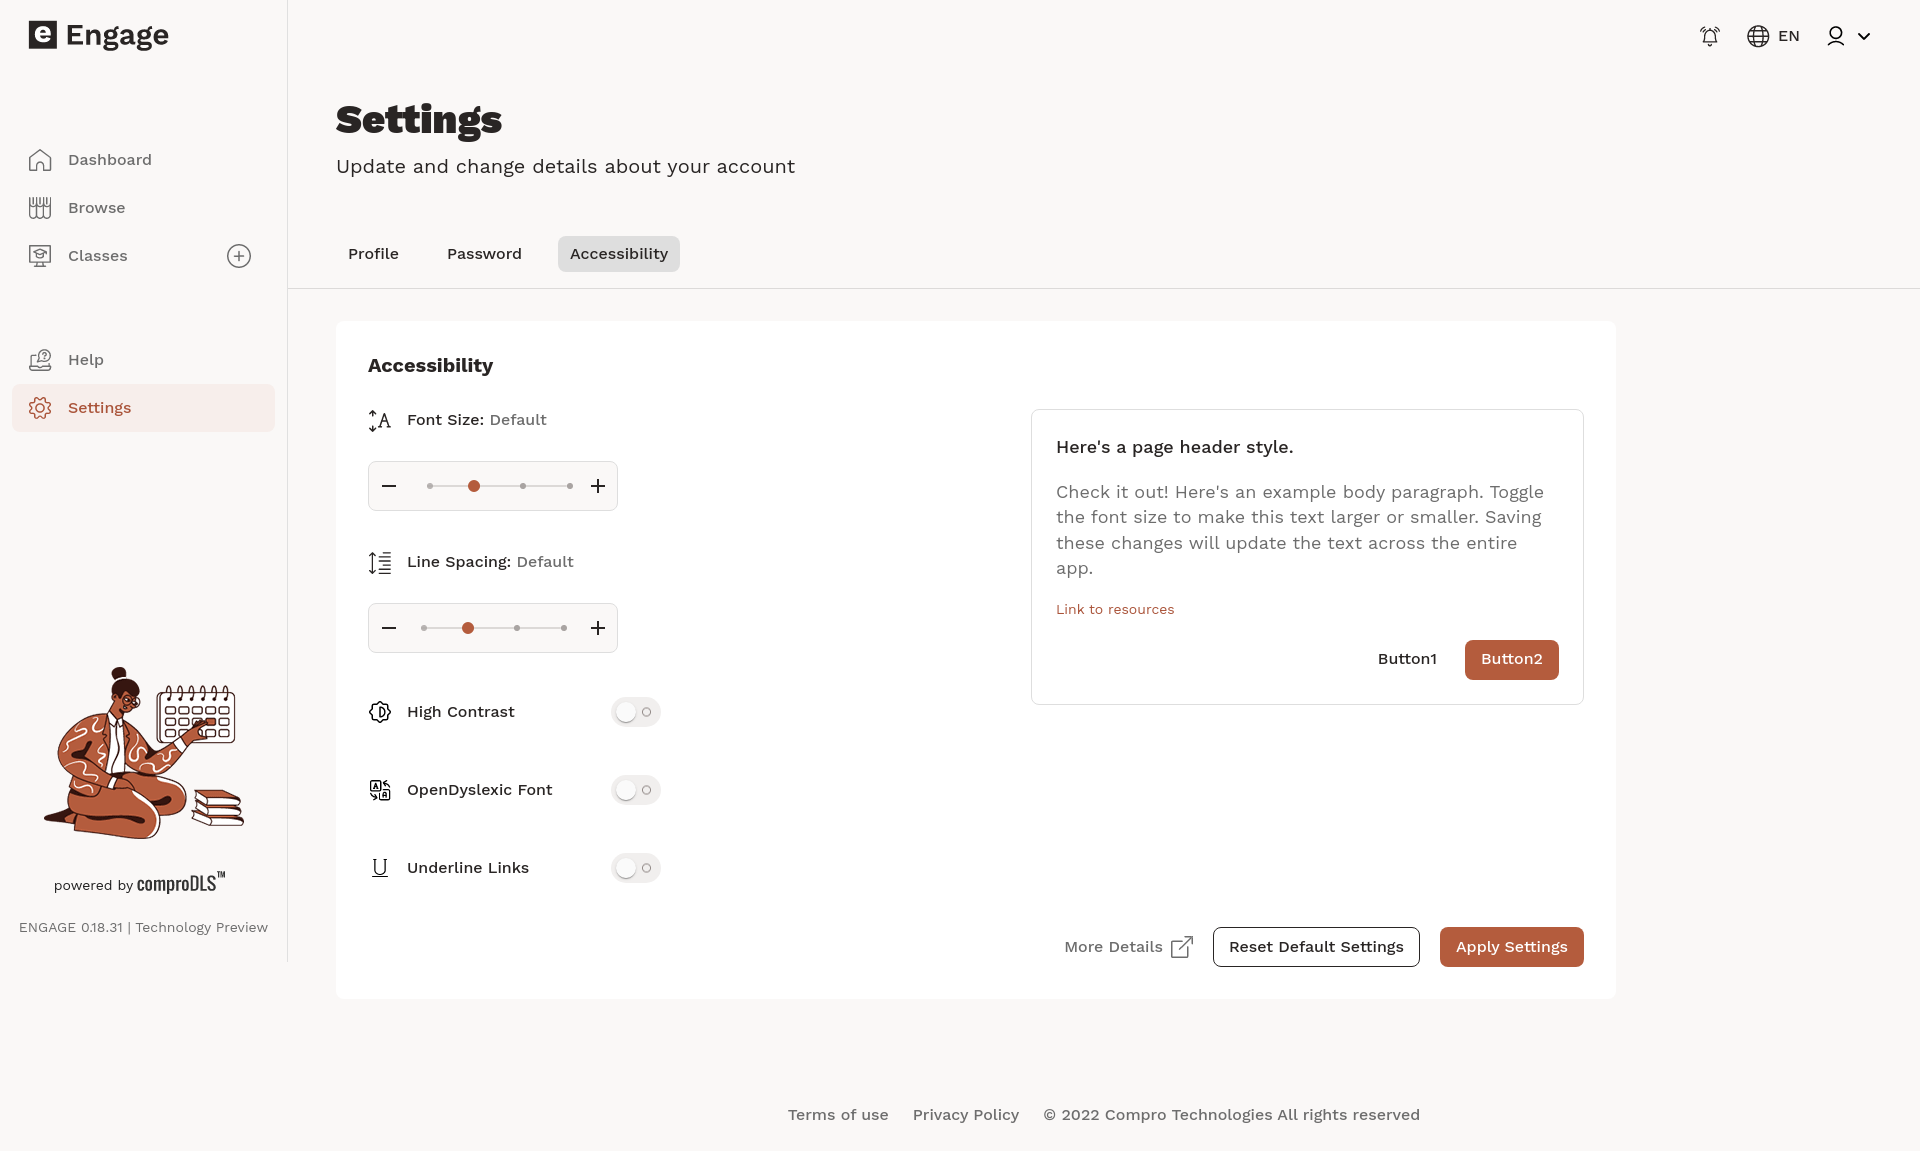 e Engage
EN
Dashboard
Browse
Classes
Help
Settings
powered by comproDLS™
ENGAGE 0.18.31 | Technology Preview
Settings
Update and change details about your account
Profile
Password
Accessibility
Accessibility
Font Size: Default
Line Spacing: Default
High Contrast
OpenDyslexic Font
Underline Links
Here's a page header style.
Check it out! Here's an example body paragraph. Toggle
the font size to make this text larger or smaller. Saving
these changes will update the text across the entire
app.
Link to resources
Button1
Button2
More Details
Reset Default Settings
Apply Settings
Terms of use
Privacy Policy
© 2022 Compro Technologies All rights reserved